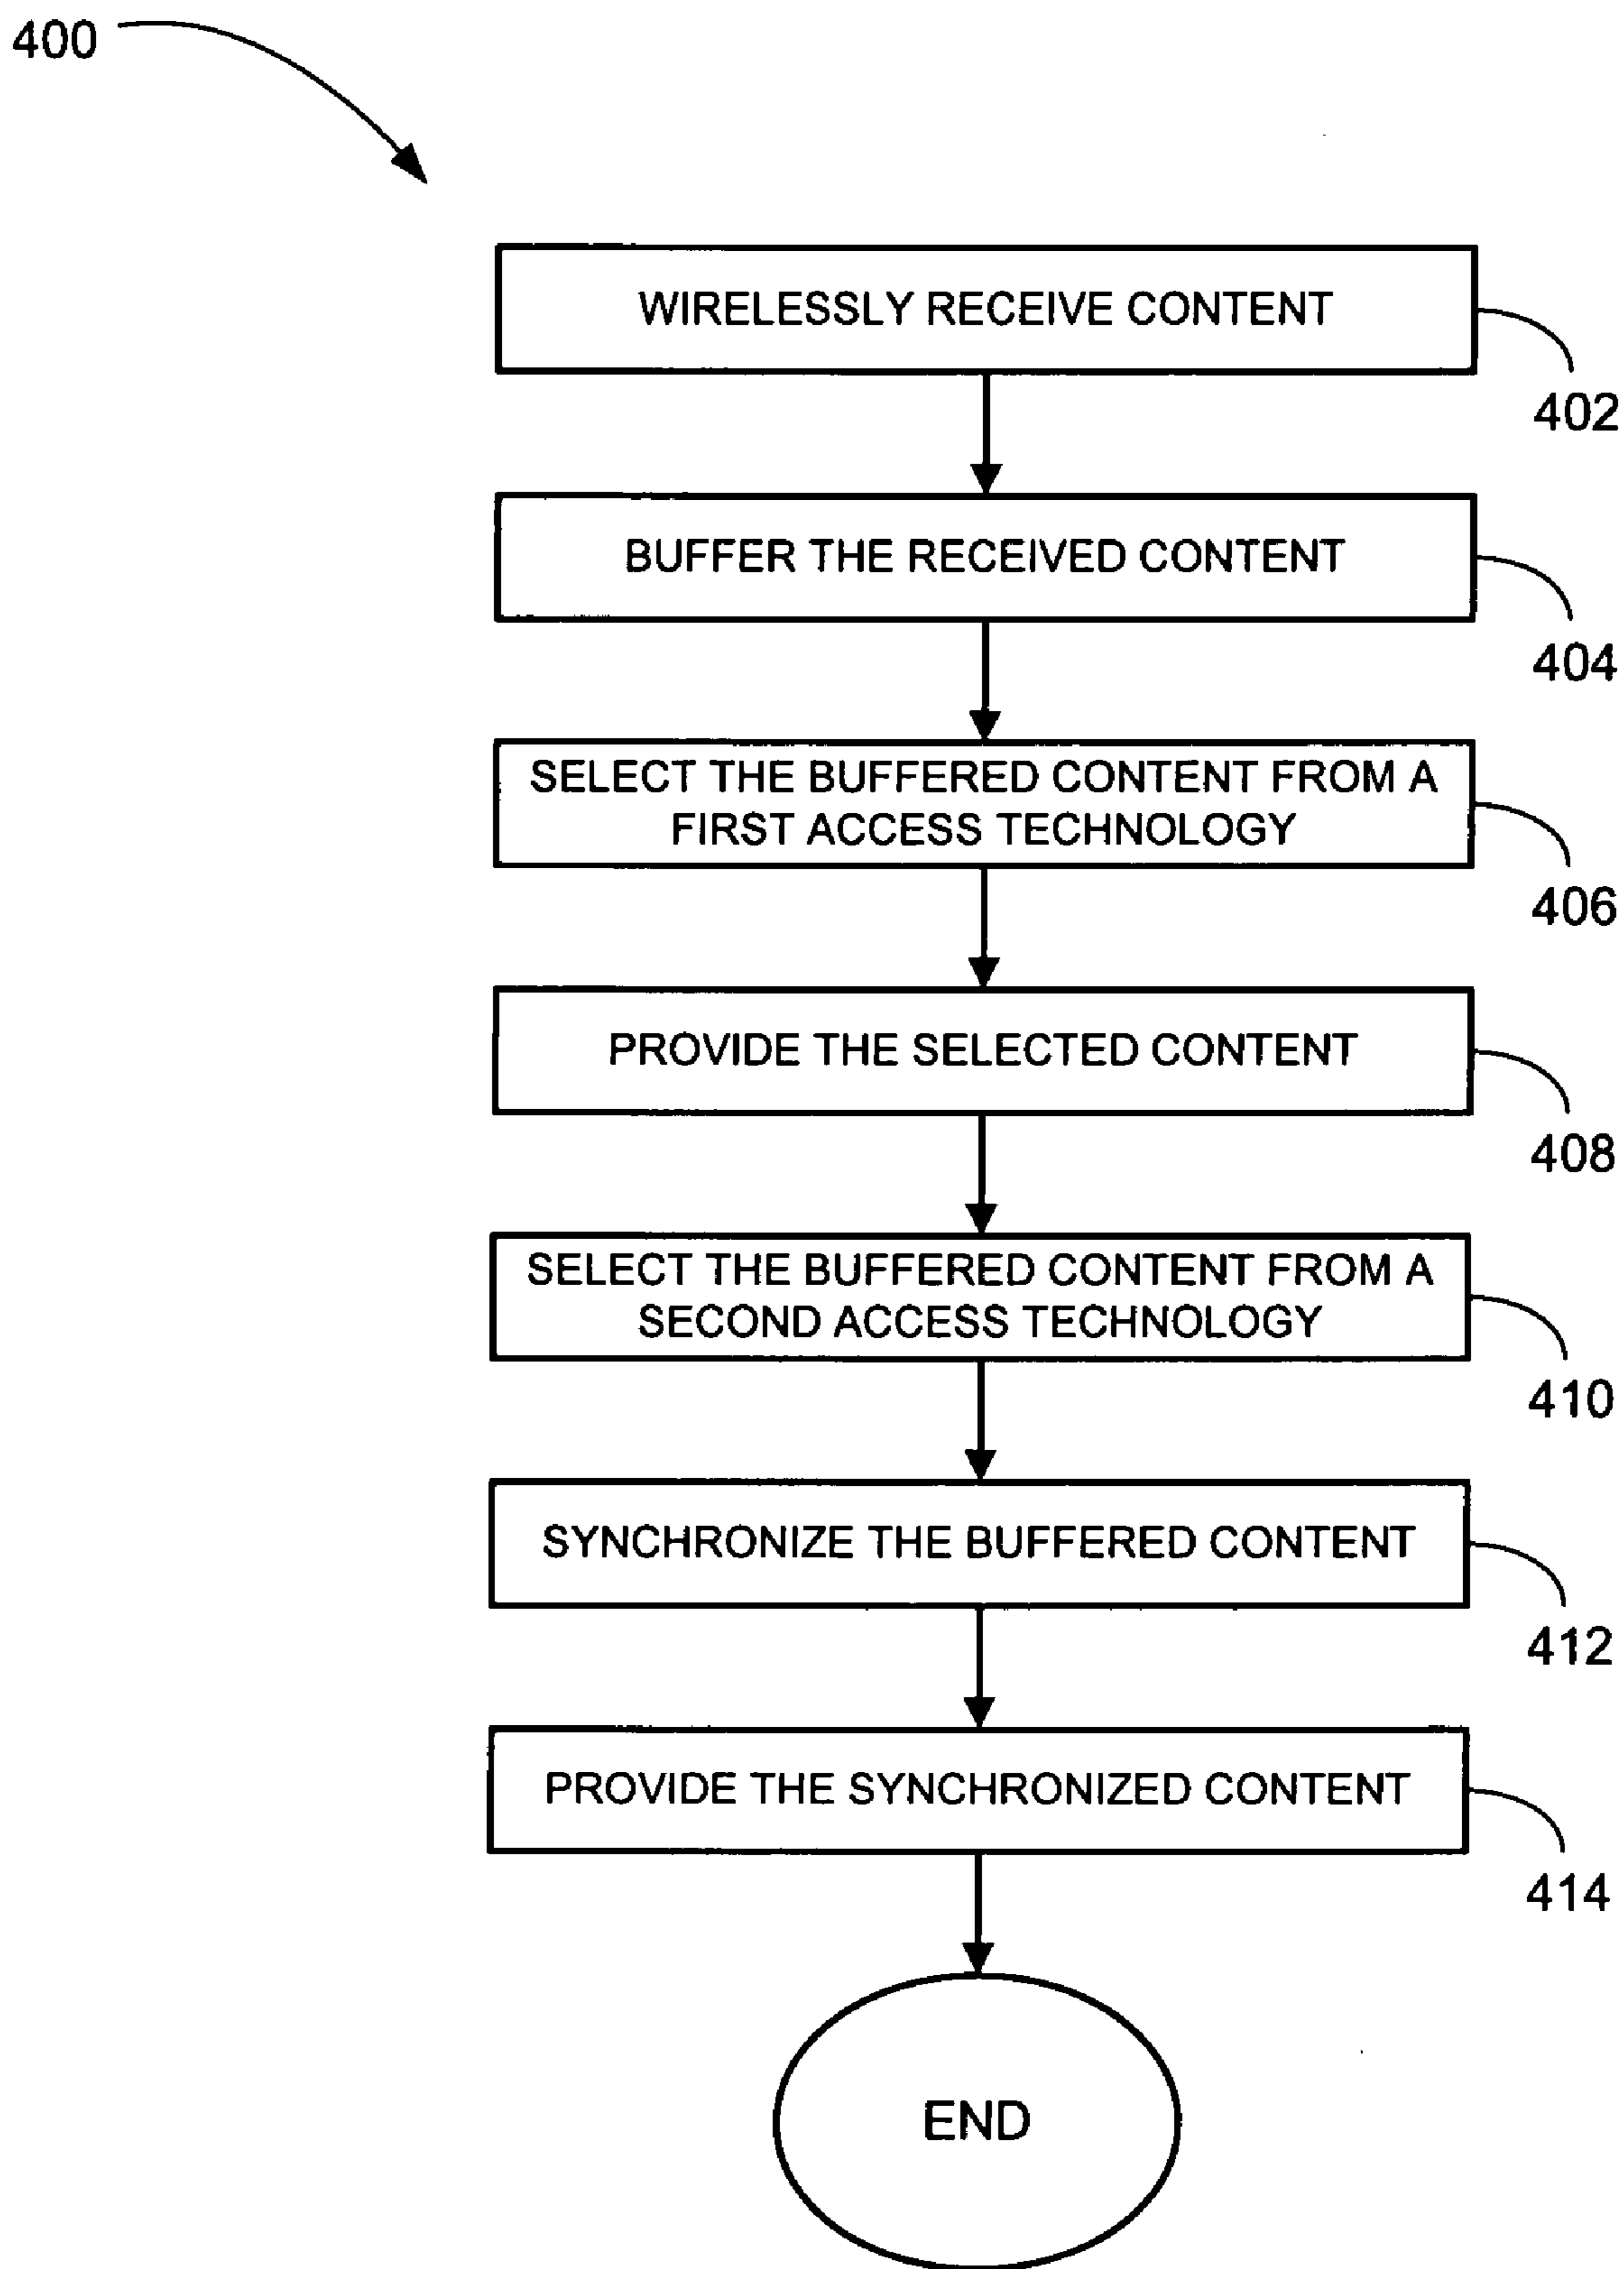 400
WIRELESSLY RECEIVE CONTENT
402
BUFFER THE RECEIVED CONTENT
404
SELECT THE BUFFERED CONTENT FROM A
FIRST ACCESS TECHNOLOGY
406
PROVIDE THE SELECTED CONTENT
408
SELECT THE BUFFERED CONTENT FROM A
SECOND ACCESS TECHNOLOGY
410
SYNCHRONIZE THE BUFFERED CONTENT
412
PROVIDE THE SYNCHRONIZED CONTENT
414
END